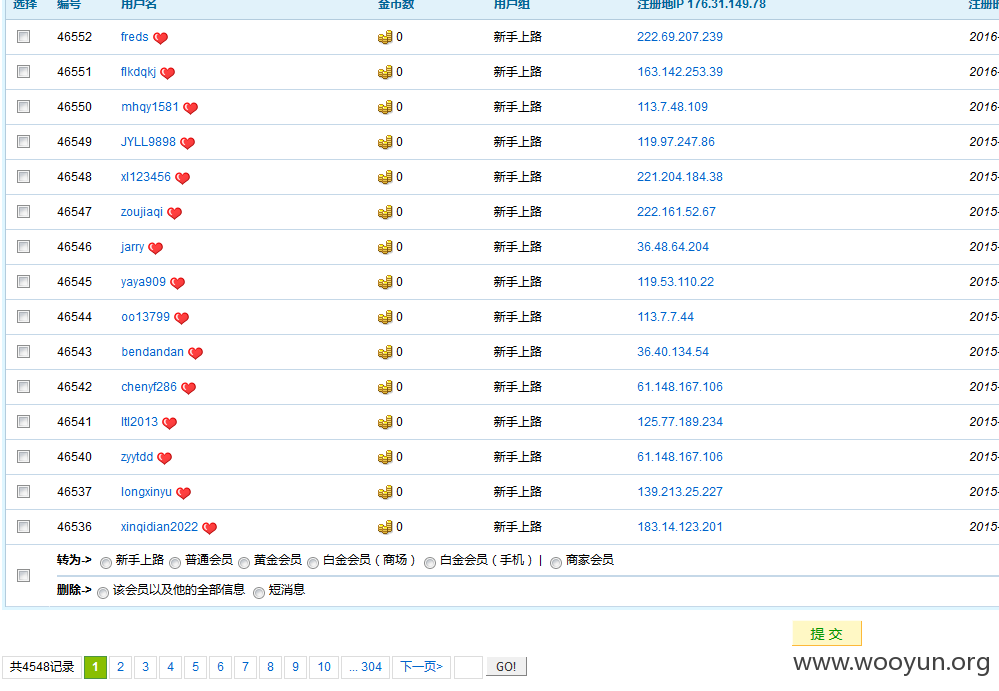 选择 编号 用户名 金币数 用户组 注册地IP 176.31.149.78
46552 freds 0 新手上路 222.69.207.239 2016-
46551 flkdqkj 0 新手上路 163.142.253.39 2016-
46550 mhqy1581 0 新手上路 113.7.48.109 2016-
46549 JYLL9898 0 新手上路 119.97.247.86 2015-
46548 xl123456 0 新手上路 221.204.184.38 2015-
46547 zoujiaqi 0 新手上路 222.161.52.67 2015-
46546 jarry 0 新手上路 36.48.64.204 2015-
46545 yaya909 0 新手上路 119.53.110.22 2015-
46544 oo13799 0 新手上路 113.7.7.44 2015-
46543 bendandan 0 新手上路 36.40.134.54 2015-
46542 chenyf286 0 新手上路 61.148.167.106 2015-
46541 ltl2013 0 新手上路 125.77.189.234 2015-
46540 zyytdd 0 新手上路 61.148.167.106 2015-
46537 longxinyu 0 新手上路 139.213.25.227 2015-
46536 xinqidian2022 0 新手上路 183.14.123.201 2015-
转为-> 新手上路 普通会员 黄金会员 白金会员（商场） 白金会员（手机） | 商家会员
删除-> 该会员以及他的全部信息 短消息
提 交
共4548记录 1 2 3 4 5 6 7 8 9 10 ... 304 下一页> GO!
www.wooyun.org